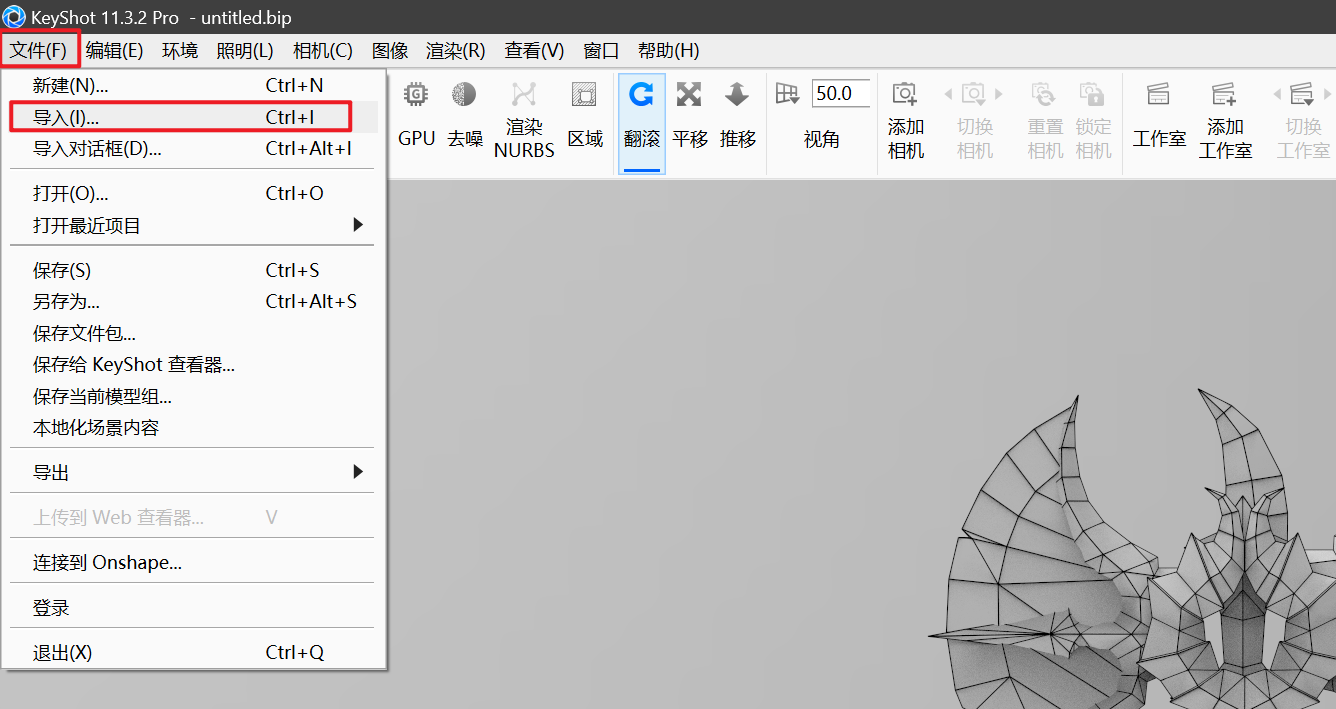 KeyShot 11.3.2 Pro - untitled.bip
文件(F) 编辑(E) 环境 照明(L) 相机(C) 图像 渲染(R) 查看(V) 窗口 帮助(H)
新建(N)... Ctrl+N
导入(I)... Ctrl+I
导入对话框(D)... Ctrl+Alt+I
打开(O)... Ctrl+O
打开最近项目
保存(S) Ctrl+S
另存为... Ctrl+Alt+S
保存文件包...
保存给 KeyShot 查看器...
保存当前模型组...
本地化场景内容
导出
上传到 Web 查看器... V
连接到 Onshape...
登录
退出(X) Ctrl+Q
G
50.0
GPU
去噪
渲染
NURBS
区域
翻滚
平移
推移
视角
添加
相机
切换
相机
重置
相机
锁定
相机
工作室
添加
工作室
切换
工作室